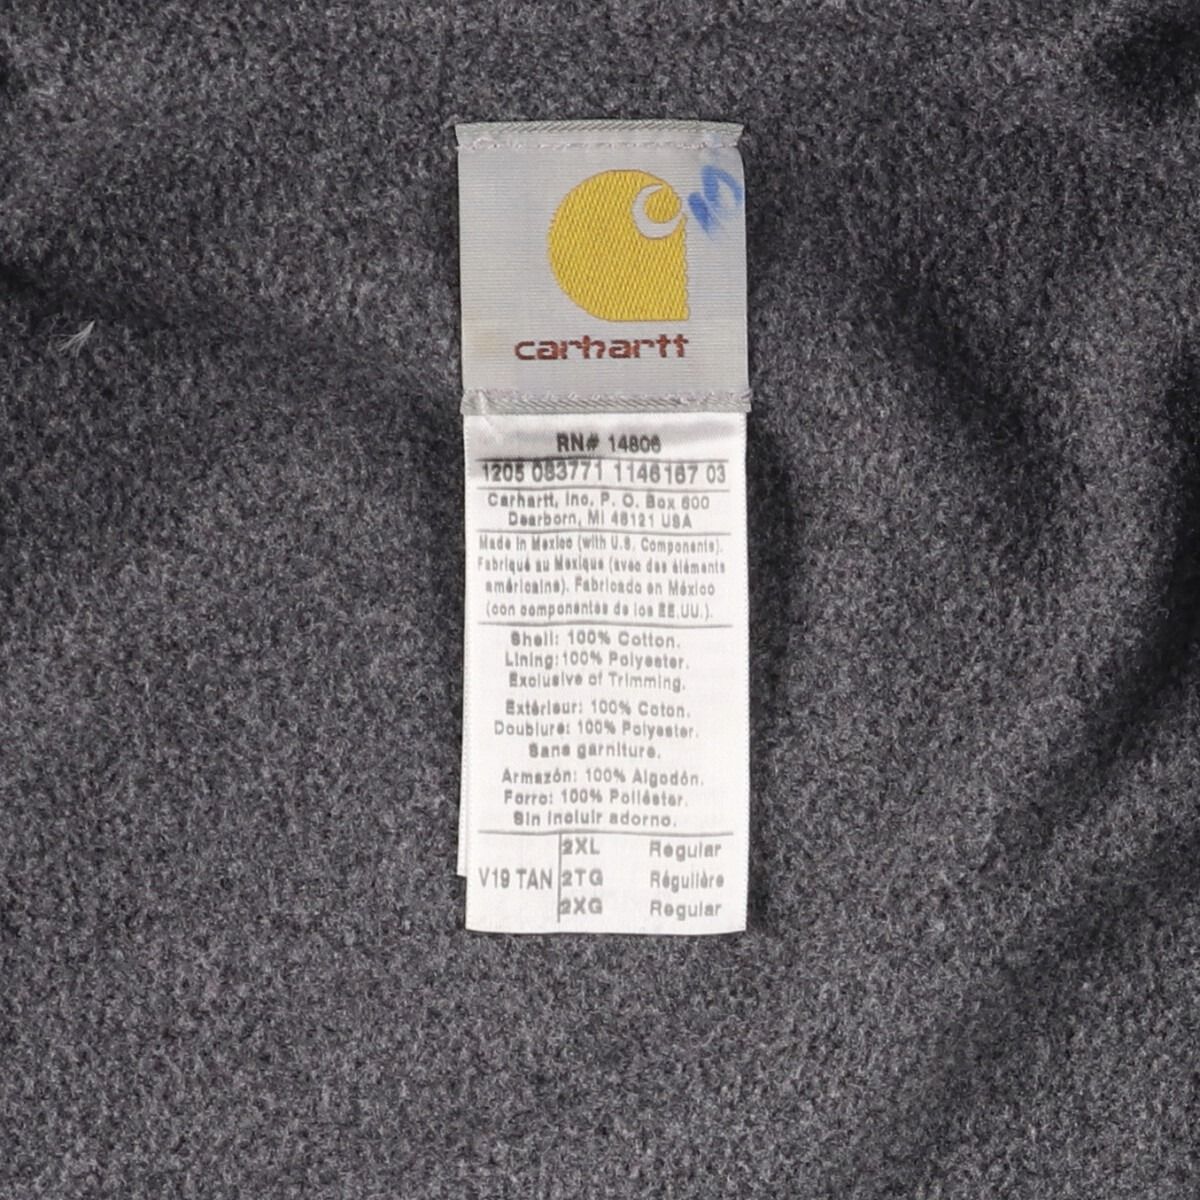 carhartt
RN# 14806
1205 083771 1146167 03
Carhartt, Inc. P. O. Box 600
Dearborn, MI 48121 USA
Made in Mexico (with U.S. Components).
Fabriqué au Mexique (avec des éléments
américains). Fabricado en México
(con componentes de los EE.UU.).
Shell: 100% Cotton.
Lining: 100% Polyester.
Exclusive of Trimming.
Extérieur: 100% Coton.
Doublure: 100% Polyester.
Sans garniture.
Armazón: 100% Algodón.
Forro: 100% Poliéster.
Sin incluir adorno.
2XL Regular
V19 TAN 2TG Régulière
2XG Regular